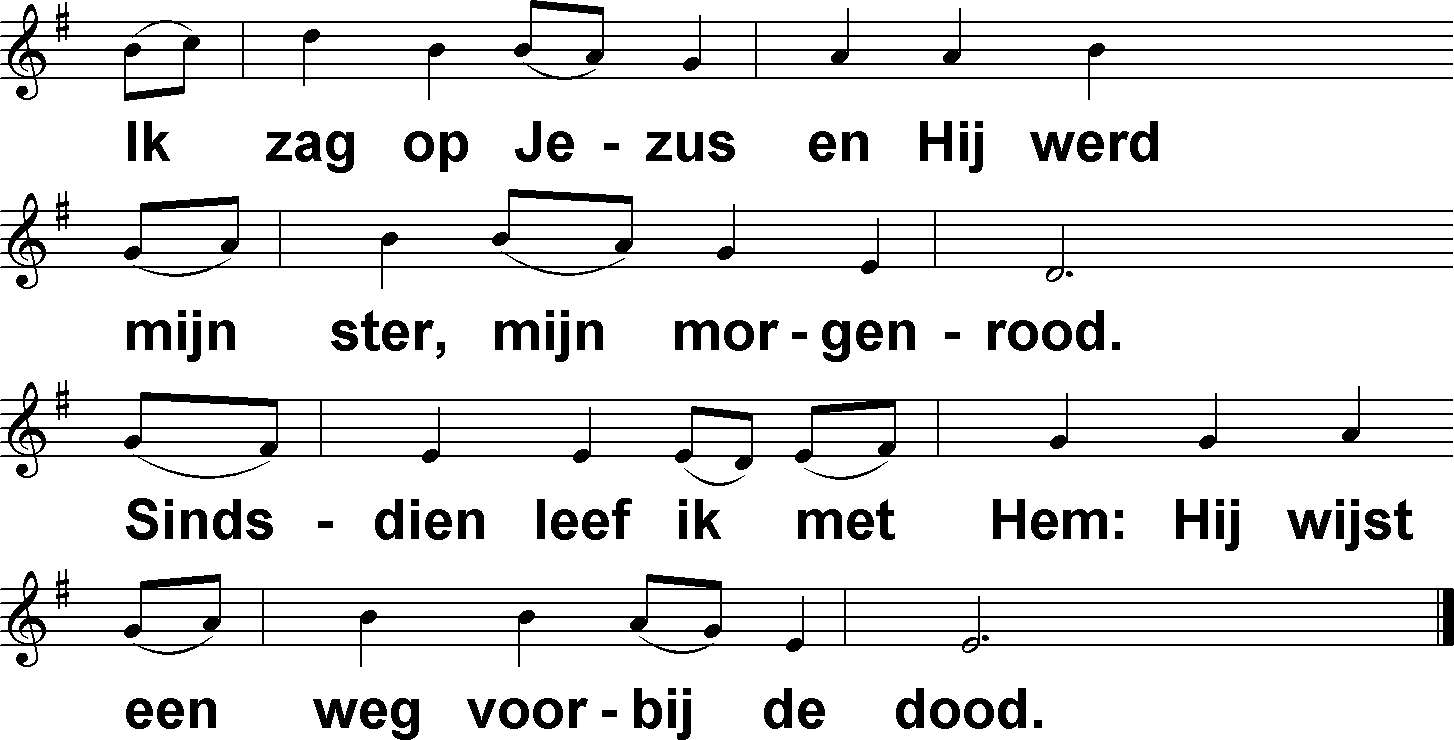 Ik zag op Je - zus en Hij werd
mijn ster, mijn mor - gen - rood.
Sinds - dien leef ik met Hem: Hij wijst
een weg voor - bij de dood.